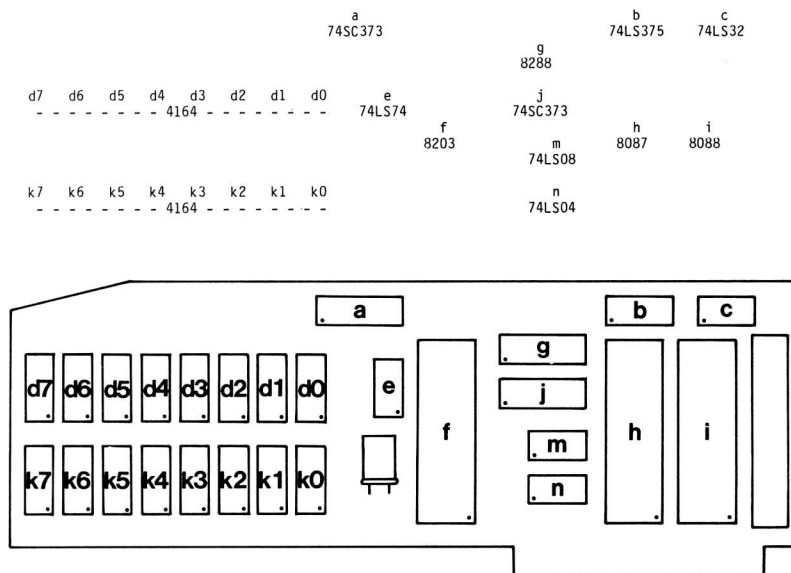 a b c
74SC373 74LS375 74LS32
g
8288
d7 d6 d5 d4 d3 d2 d1 d0 e j
- - - - - - - 4164 - - - - - - - 74LS74 74SC373
f h i
8203 8087 8088
m
74LS08
k7 k6 k5 k4 k3 k2 k1 k0 n
- - - - - - - 4164 - - - - - - - 74LS04
a b c
g
d7 d6 d5 d4 d3 d2 d1 d0 e j
f h i
m
k7 k6 k5 k4 k3 k2 k1 k0 n